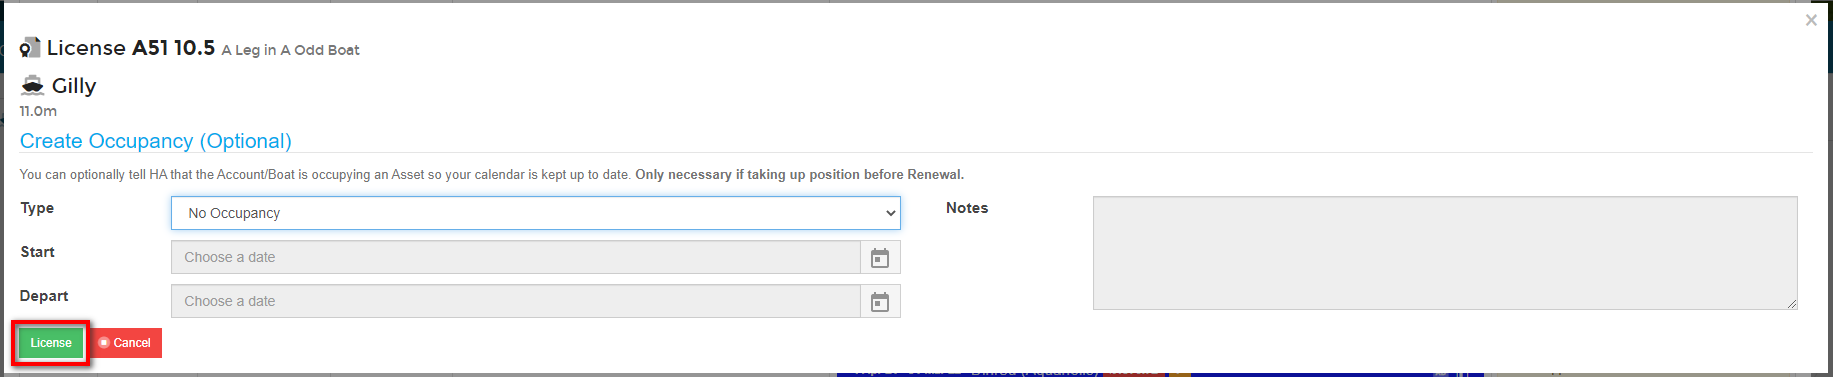 ×
License A51 10.5 A Leg in A Odd Boat
Gilly
11.0m
Create Occupancy (Optional)
You can optionally tell HA that the Account/Boat is occupying an Asset so your calendar is kept up to date. Only necessary if taking up position before Renewal.
Type
No Occupancy
Notes
Start
Choose a date
Depart
Choose a date
License
Cancel